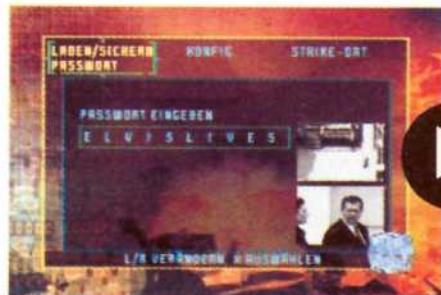 LADEN/SICHERN KONFIG STRIKE-DAT
PASSWORT
PASSWORT EINGEBEN
ELVISLIVES
L/R VERÄNDERN X AUSWÄHLEN